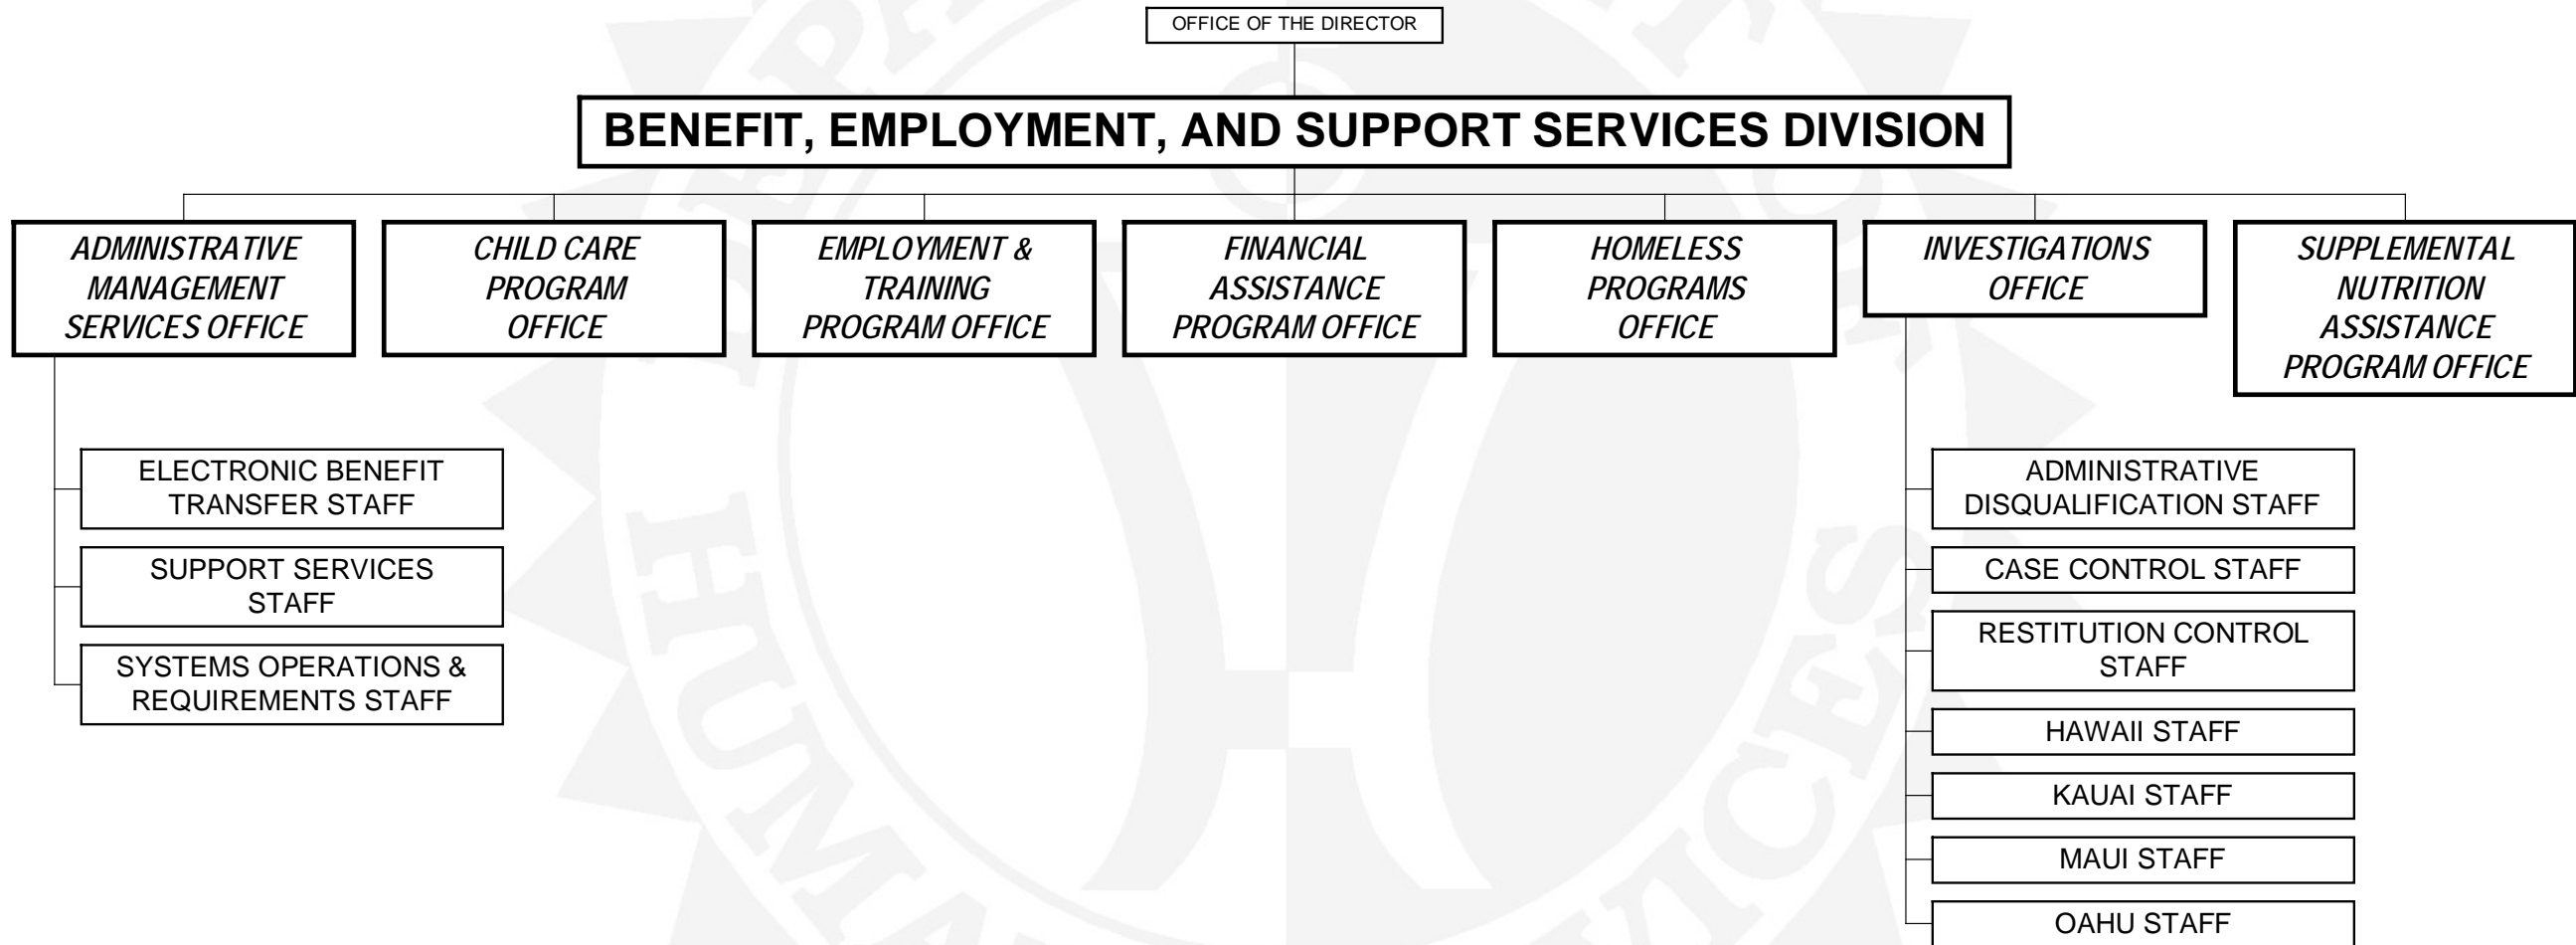 OFFICE OF THE DIRECTOR
BENEFIT, EMPLOYMENT, AND SUPPORT SERVICES DIVISION
ADMINISTRATIVE
MANAGEMENT
SERVICES OFFICE
CHILD CARE
PROGRAM
OFFICE
EMPLOYMENT &
TRAINING
PROGRAM OFFICE
FINANCIAL
ASSISTANCE
PROGRAM OFFICE
HOMELESS
PROGRAMS
OFFICE
INVESTIGATIONS
OFFICE
SUPPLEMENTAL
NUTRITION
ASSISTANCE
PROGRAM OFFICE
ELECTRONIC BENEFIT
TRANSFER STAFF
SUPPORT SERVICES
STAFF
SYSTEMS OPERATIONS &
REQUIREMENTS STAFF
ADMINISTRATIVE
DISQUALIFICATION STAFF
CASE CONTROL STAFF
RESTITUTION CONTROL
STAFF
HAWAII STAFF
KAUAI STAFF
MAUI STAFF
OAHU STAFF